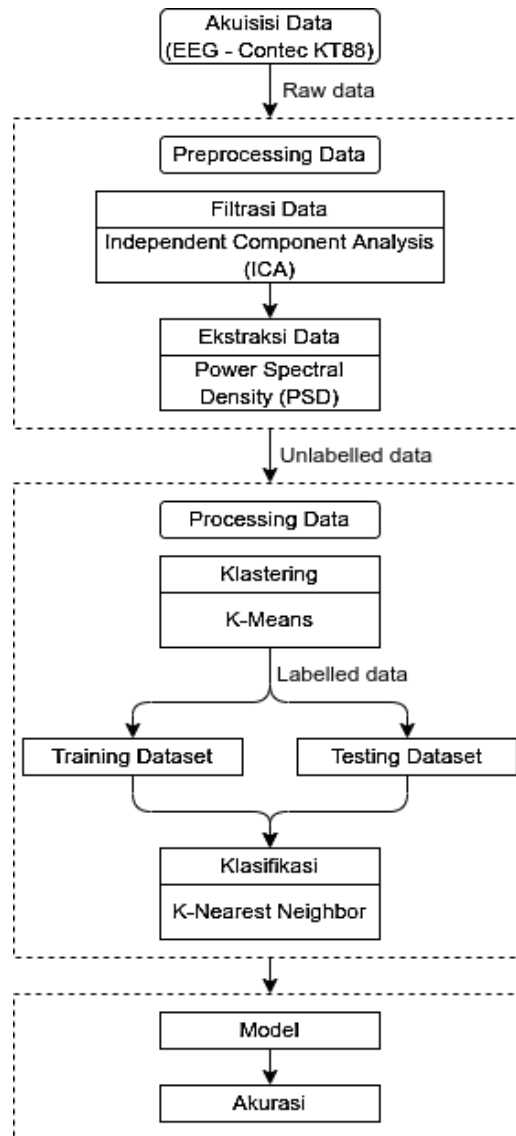 Akuisisi Data
(EEG - Contec KT88)
Raw data
Preprocessing Data
Filtrasi Data
Independent Component Analysis
(ICA)
Ekstraksi Data
Power Spectral
Density (PSD)
Unlabelled data
Processing Data
Klastering
K-Means
Labelled data
Training Dataset
Testing Dataset
Klasifikasi
K-Nearest Neighbor
Model
Akurasi